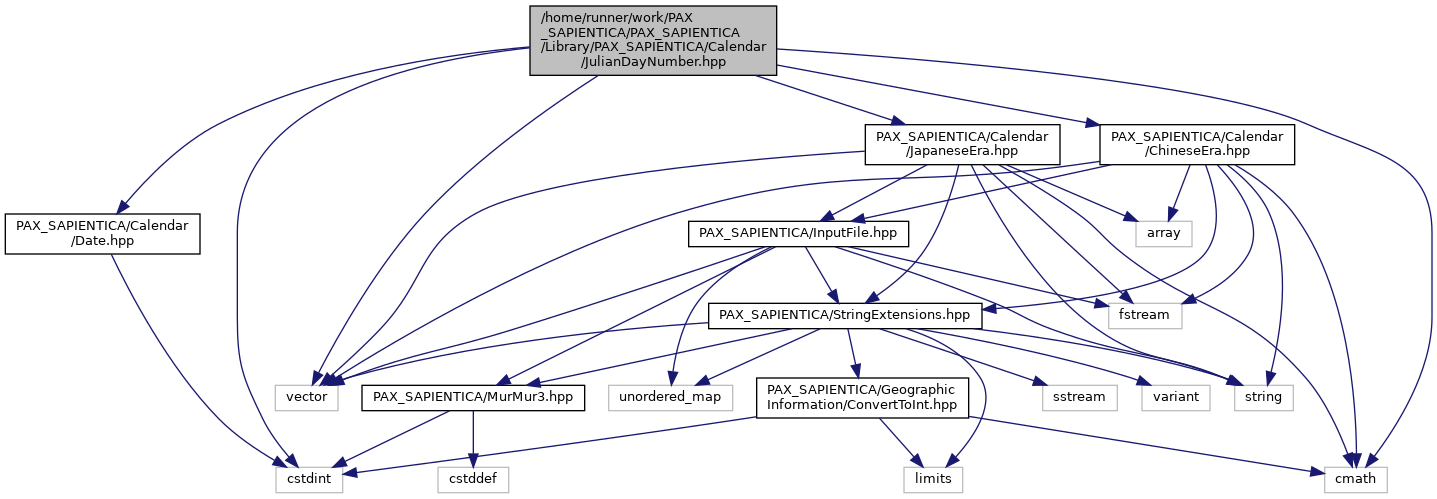 /home/runner/work/PAX
_SAPIENTICA/PAX_SAPIENTICA
/Library/PAX_SAPIENTICA/Calendar
/JulianDayNumber.hpp
PAX_SAPIENTICA/Calendar
/JapaneseEra.hpp
PAX_SAPIENTICA/Calendar
/ChineseEra.hpp
PAX_SAPIENTICA/Calendar
/Date.hpp
PAX_SAPIENTICA/InputFile.hpp
array
PAX_SAPIENTICA/StringExtensions.hpp
fstream
vector
PAX_SAPIENTICA/MurMur3.hpp
unordered_map
PAX_SAPIENTICA/Geographic
Information/ConvertToInt.hpp
sstream
variant
string
cstdint
cstddef
limits
cmath